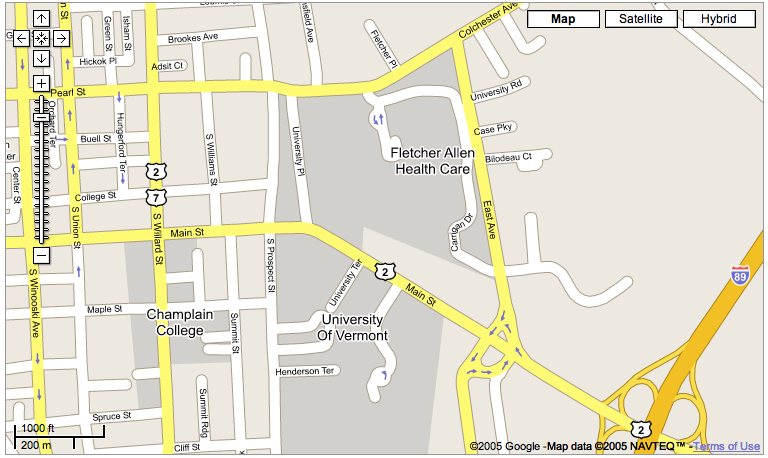 Map
Satellite
Hybrid
Colchester Ave
Green St
Isham St
Brookes Ave
Fletcher Pl
Hickok Pl
Adsit Ct
Pearl St
University Rd
Orchard Ter
Hungerford Ter
Buell St
S Williams St
University Pl
Case Pky
Fletcher Allen
Health Care
Bilodeau Ct
2
7
Center St
College St
S Union St
S Willard St
East Ave
Carrigan Dr
Main St
S Prospect St
University Ter
2
Main St
89
S Winooski Ave
Maple St
Champlain
College
Summit St
University
Of Vermont
Henderson Ter
Summit Rdg
Spruce St
1000 ft
200 m
Cliff St
2
©2005 Google -Map data ©2005 NAVTEQ™ -Terms of Use